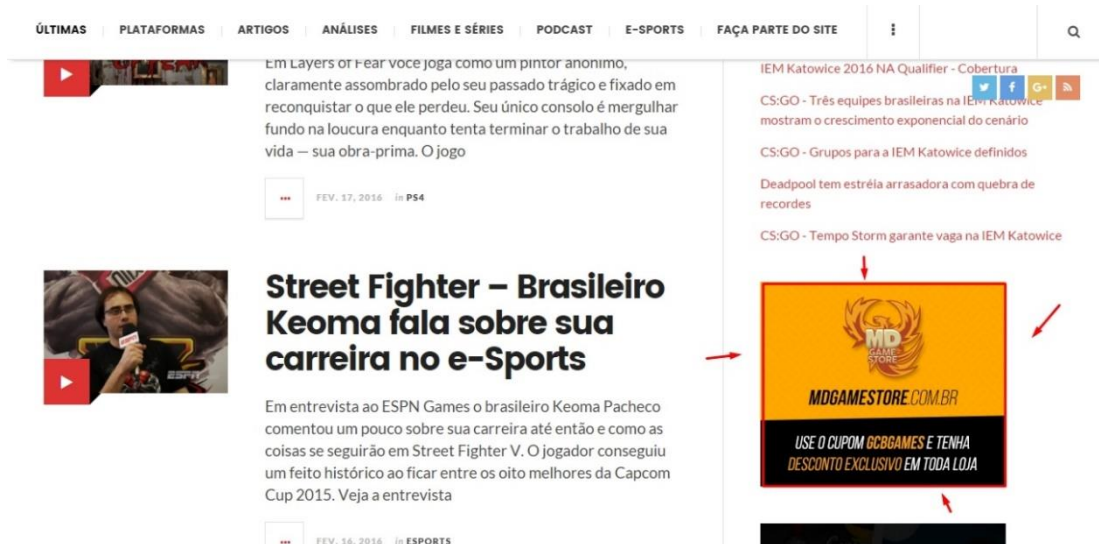 ÚLTIMAS
PLATAFORMAS
ARTIGOS
ANÁLISES
FILMES E SÉRIES
PODCAST
E-SPORTS
FAÇA PARTE DO SITE
Em Layers of Fear você joga como um pintor anônimo,
claramente assombrado pelo seu passado trágico e fixado em
reconquistar o que ele perdeu. Seu único consolo é mergulhar
fundo na loucura enquanto tenta terminar o trabalho de sua
vida — sua obra-prima. O jogo
FEV. 17, 2016 in PS4
Street Fighter – Brasileiro
Keoma fala sobre sua
carreira no e-Sports
Em entrevista ao ESPN Games o brasileiro Keoma Pacheco
comentou um pouco sobre sua carreira até então e como as
coisas se seguirão em Street Fighter V. O jogador conseguiu
um feito histórico ao ficar entre os oito melhores da Capcom
Cup 2015. Veja a entrevista
FEV. 16, 2016 in ESPORTS
ESPN
ESPN
IEM Katowice 2016 NA Qualifier - Cobertura
G+
CS:GO - Três equipes brasileiras na IEM Katowice
mostram o crescimento exponencial do cenário
CS:GO - Grupos para a IEM Katowice definidos
Deadpool tem estréia arrasadora com quebra de
recordes
CS:GO - Tempo Storm garante vaga na IEM Katowice
MD
GAME
STORE
MDGAMESTORE.COM.BR
USE O CUPOM GCBGAMES E TENHA
DESCONTO EXCLUSIVO EM TODA LOJA